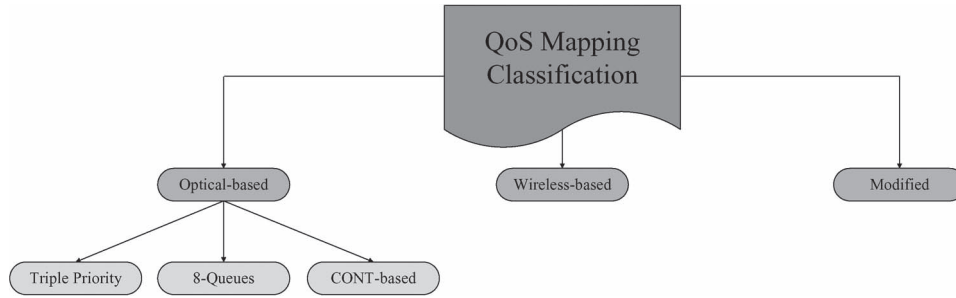 QoS Mapping
Classification
Optical-based
Wireless-based
Modified
Triple Priority
8-Queues
CONT-based